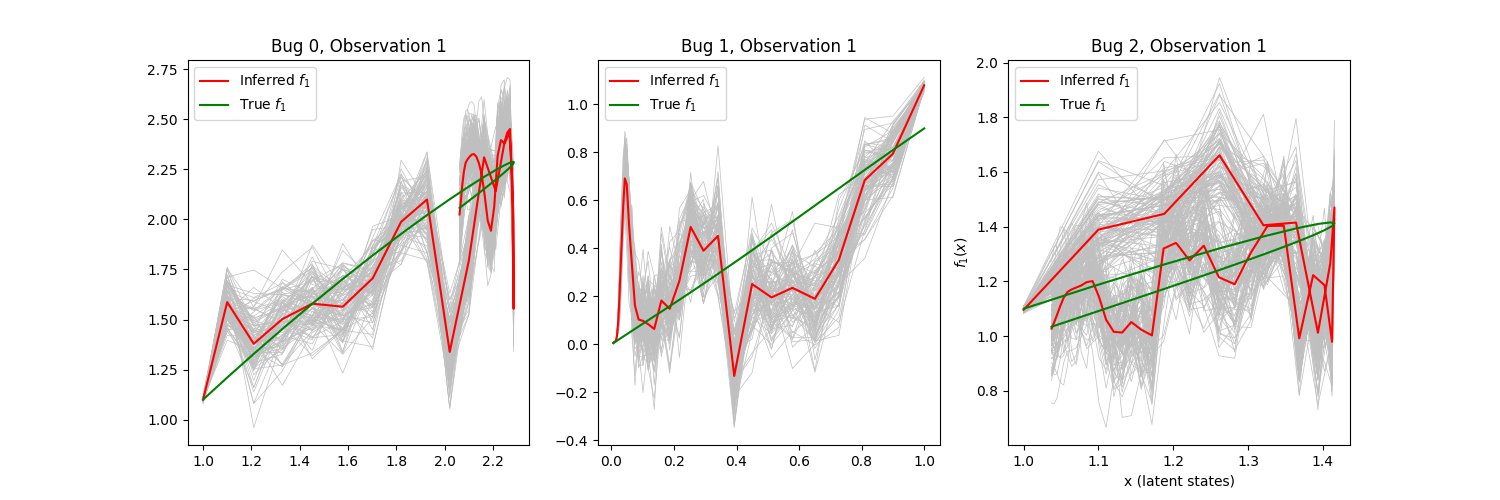 Bug 0, Observation 1
Inferred f₁
True f₁
2.75
2.50
2.25
2.00
1.75
1.50
1.25
1.00
1.0 1.2 1.4 1.6 1.8 2.0 2.2
Bug 1, Observation 1
Inferred f₁
True f₁
1.0
0.8
0.6
0.4
0.2
0.0
−0.2
−0.4
0.0 0.2 0.4 0.6 0.8 1.0
Bug 2, Observation 1
Inferred f₁
True f₁
2.0
1.8
1.6
1.4
1.2
1.0
0.8
f₁(x)
1.0 1.1 1.2 1.3 1.4
x (latent states)